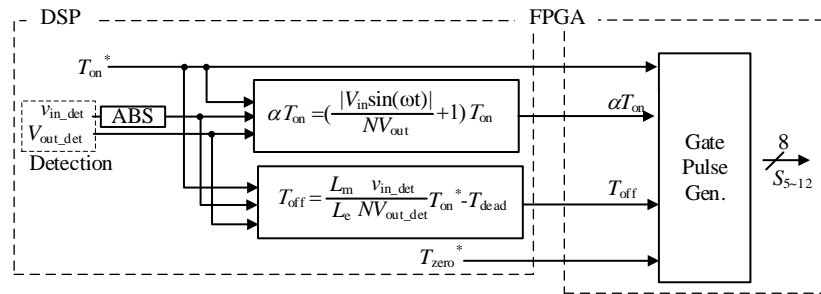 DSP
FPGA
T_on*
v_in_det
V_out_det
Detection
ABS
αT_on = (|V_in sin(ωt)| / NV_out + 1) T_on
T_off = L_m / L_e v_in_det / NV_out_det T_on* - T_dead
αT_on
T_off
T_zero*
Gate
Pulse
Gen.
8
S_5~12